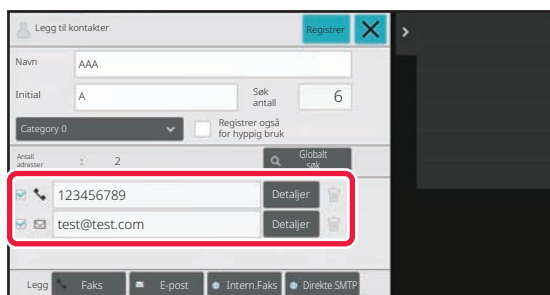 Legg til kontakter
Registrer
Navn
AAA
Initial
A
Søk
antall
6
Category 0
Registrer også
for hyppig bruk
Antall
adresser
:
2
Globalt
søk
123456789
Detaljer
test@test.com
Detaljer
Legg
Faks
E-post
Intern.Faks
Direkte SMTP